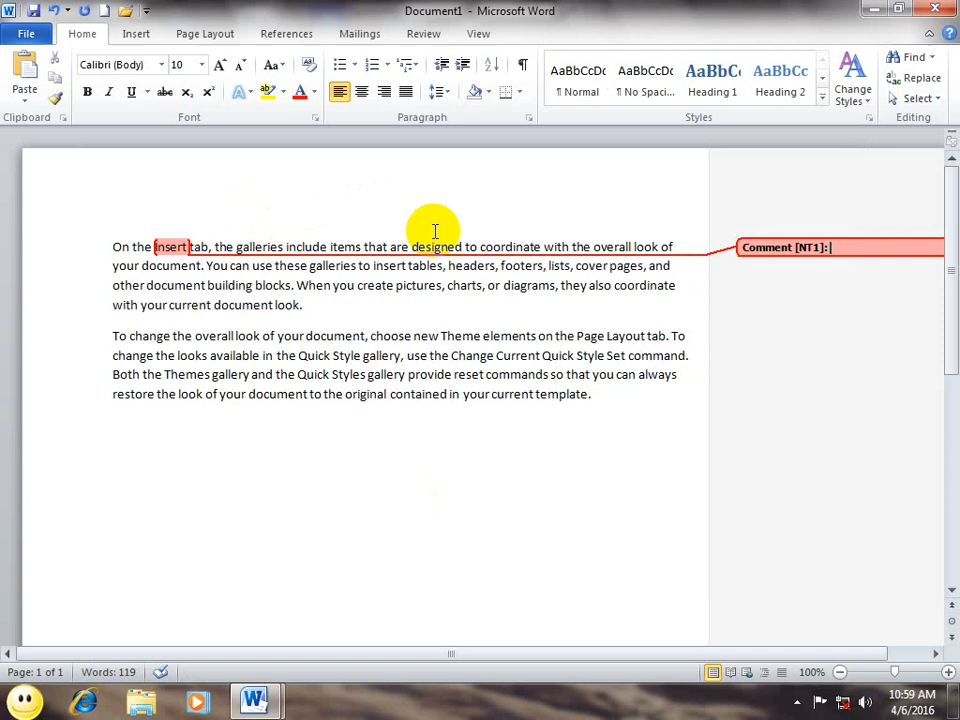 Document1 - Microsoft Word
File Home Insert Page Layout References Mailings Review View
Calibri (Body) 10 A A Aa
Paste
B I U abc x₂ x² A ab A
AaBbCcDc AaBbCcDc AaBbCc AaBbCc
¶ Normal ¶ No Spaci... Heading 1 Heading 2
Change Styles
Find
Replace
Select
Clipboard Font Paragraph Styles Editing
On the Insert tab, the galleries include items that are designed to coordinate with the overall look of
your document. You can use these galleries to insert tables, headers, footers, lists, cover pages, and
other document building blocks. When you create pictures, charts, or diagrams, they also coordinate
with your current document look.
Comment [NT1]:
To change the overall look of your document, choose new Theme elements on the Page Layout tab. To
change the looks available in the Quick Style gallery, use the Change Current Quick Style Set command.
Both the Themes gallery and the Quick Styles gallery provide reset commands so that you can always
restore the look of your document to the original contained in your current template.
Page: 1 of 1 Words: 119 100%
10:59 AM
4/6/2016